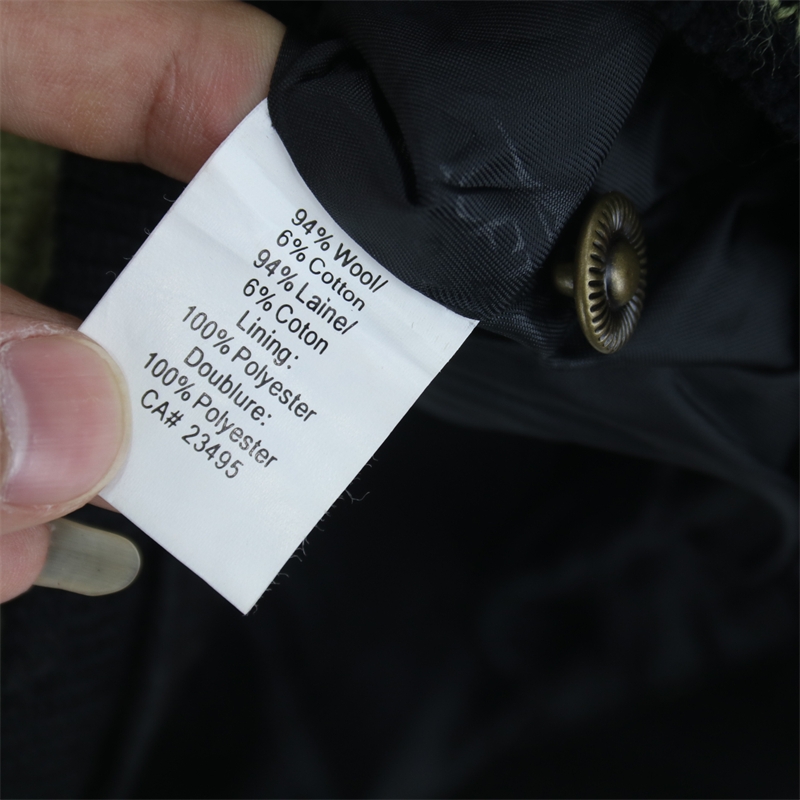 94% Wool/
6% Cotton
94% Laine/
6% Coton
Lining:
100% Polyester
Doublure:
100% Polyester
CA# 23495